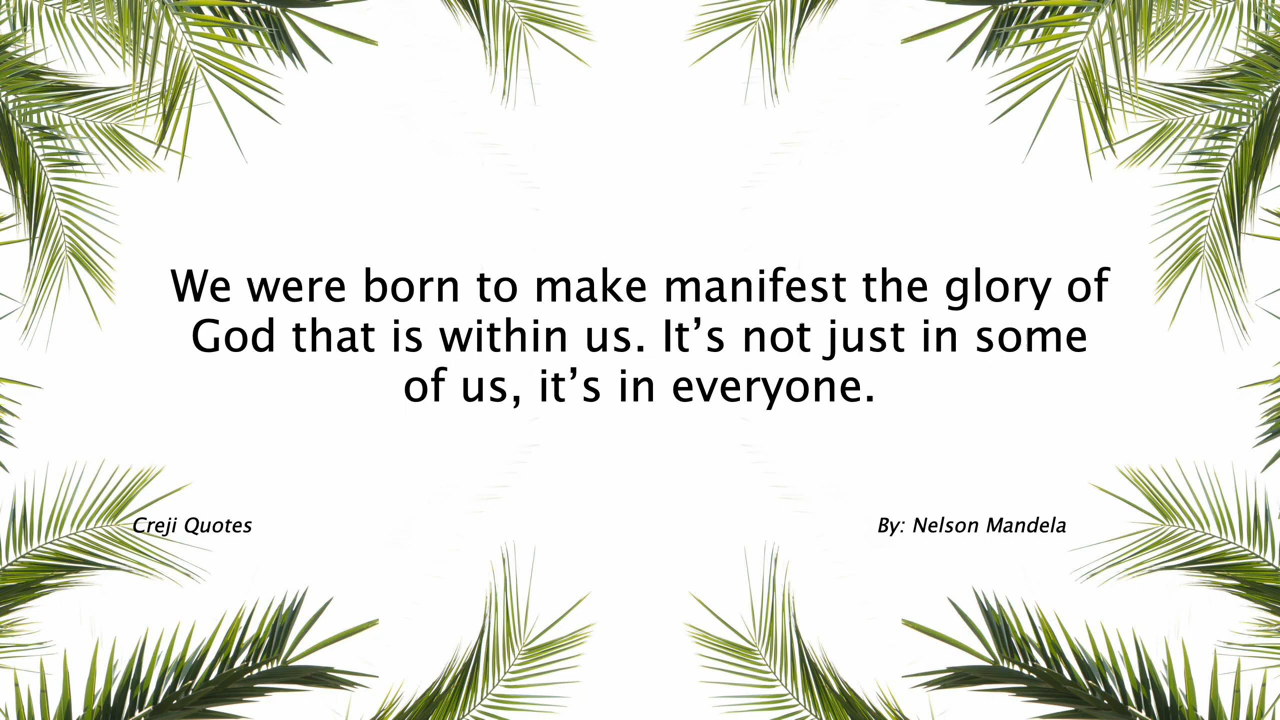 We were born to make manifest the glory of
God that is within us. It’s not just in some
of us, it’s in everyone.
Creji Quotes
By: Nelson Mandela